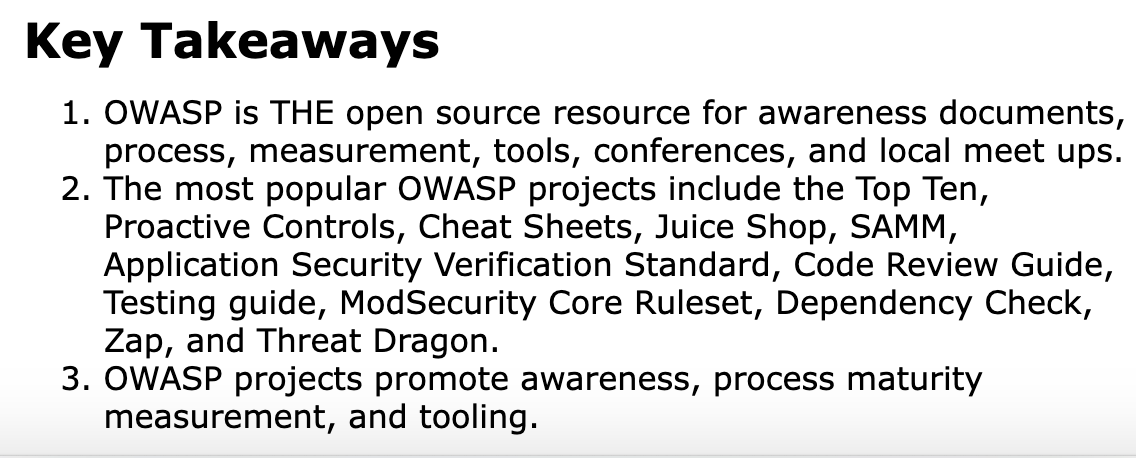 Key Takeaways
1. OWASP is THE open source resource for awareness documents,
process, measurement, tools, conferences, and local meet ups.
2. The most popular OWASP projects include the Top Ten,
Proactive Controls, Cheat Sheets, Juice Shop, SAMM,
Application Security Verification Standard, Code Review Guide,
Testing guide, ModSecurity Core Ruleset, Dependency Check,
Zap, and Threat Dragon.
3. OWASP projects promote awareness, process maturity
measurement, and tooling.